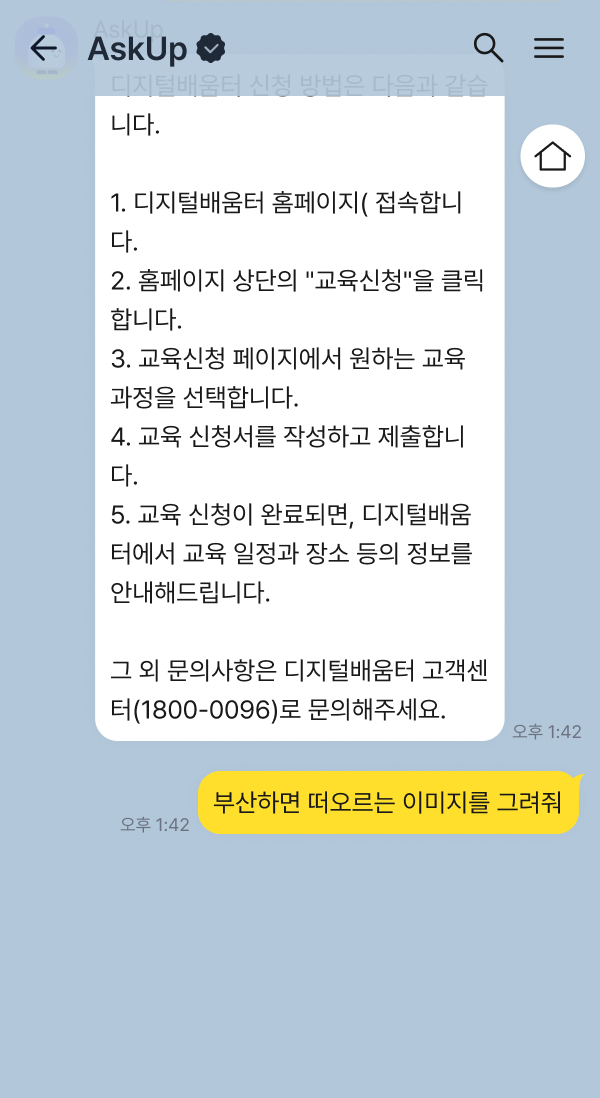 AskUp
AskUp
디지털배움터 신청 방법은 다음과 같습
니다.
1. 디지털배움터 홈페이지( 접속합니
다.
2. 홈페이지 상단의 "교육신청"을 클릭
합니다.
3. 교육신청 페이지에서 원하는 교육
과정을 선택합니다.
4. 교육 신청서를 작성하고 제출합니
다.
5. 교육 신청이 완료되면, 디지털배움
터에서 교육 일정과 장소 등의 정보를
안내해드립니다.
그 외 문의사항은 디지털배움터 고객센
터(1800-0096)로 문의해주세요.
오후 1:42
부산하면 떠오르는 이미지를 그려줘
오후 1:42